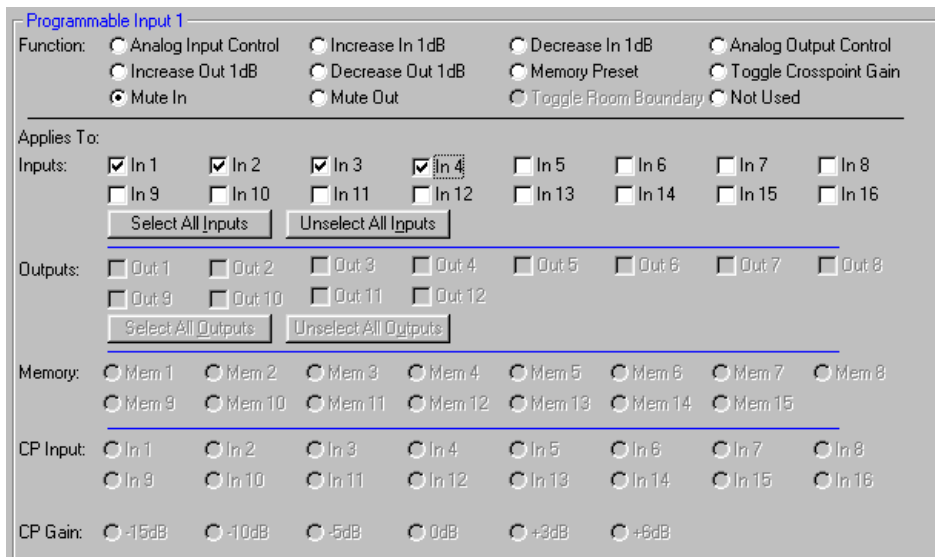 Programmable Input 1
Function: Analog Input Control Increase In 1dB Decrease In 1dB Analog Output Control
Increase Out 1dB Decrease Out 1dB Memory Preset Toggle Crosspoint Gain
Mute In Mute Out Toggle Room Boundary Not Used
Applies To:
Inputs: In 1 In 2 In 3 In 4 In 5 In 6 In 7 In 8
In 9 In 10 In 11 In 12 In 13 In 14 In 15 In 16
Select All Inputs Unselect All Inputs
Outputs: Out 1 Out 2 Out 3 Out 4 Out 5 Out 6 Out 7 Out 8
Out 9 Out 10 Out 11 Out 12
Select All Outputs Unselect All Outputs
Memory: Mem 1 Mem 2 Mem 3 Mem 4 Mem 5 Mem 6 Mem 7 Mem 8
Mem 9 Mem 10 Mem 11 Mem 12 Mem 13 Mem 14 Mem 15
CP Input: In 1 In 2 In 3 In 4 In 5 In 6 In 7 In 8
In 9 In 10 In 11 In 12 In 13 In 14 In 15 In 16
CP Gain: -15dB -10dB -5dB 0dB +3dB +6dB